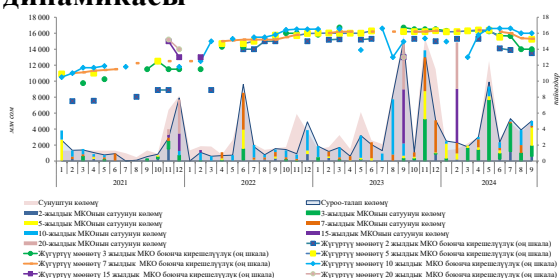 динамикасы
18 000 18
16 000 16
14 000 14
12 000 12
10 000 10
8 000 8
6 000 6
4 000 4
2 000 2
0 0
млн сом
пайыздар
1 2 3 4 5 6 7 8 9 10 11 12 1 2 3 4 5 6 7 8 9 10 11 12 1 2 3 4 5 6 7 8 9 10 11 12 1 2 3 4 5 6 7 8 9
2021 2022 2023 2024
Сунуштун көлөмү Суроо-талап көлөмү
2-жылдык МКОнын сатуунун көлөмү 3-жылдык МКОнын сатуунун көлөмү
5-жылдык МКОнын сатуунун көлөмү 7-жылдык МКОнын сатуунун көлөмү
10-жылдык МКОнын сатуунун көлөмү 15-жылдык МКОнын сатуунун көлөмү
20-жылдык МКОнын сатуунун көлөмү Жүгүртүү мөөнөтү 2 жылдык МКО боюнча кирешелүүлүк (оң шкала)
Жүгүртүү мөөнөтү 3 жылдык МКО боюнча кирешелүүлүк (оң шкала) Жүгүртүү мөөнөтү 5 жылдык МКО боюнча кирешелүүлүк (оң шкала)
Жүгүртүү мөөнөтү 7 жылдык МКО боюнча кирешелүүлүк (оң шкала) Жүгүртүү мөөнөтү 10 жылдык МКО боюнча кирешелүүлүк (оң шкала)
Жүгүртүү мөөнөтү 15 жылдык МКО боюнча кирешелүүлүк (оң шкала) Жүгүртүү мөөнөтү 20 жылдык МКО боюнча кирешелүүлүк (оң шкала)